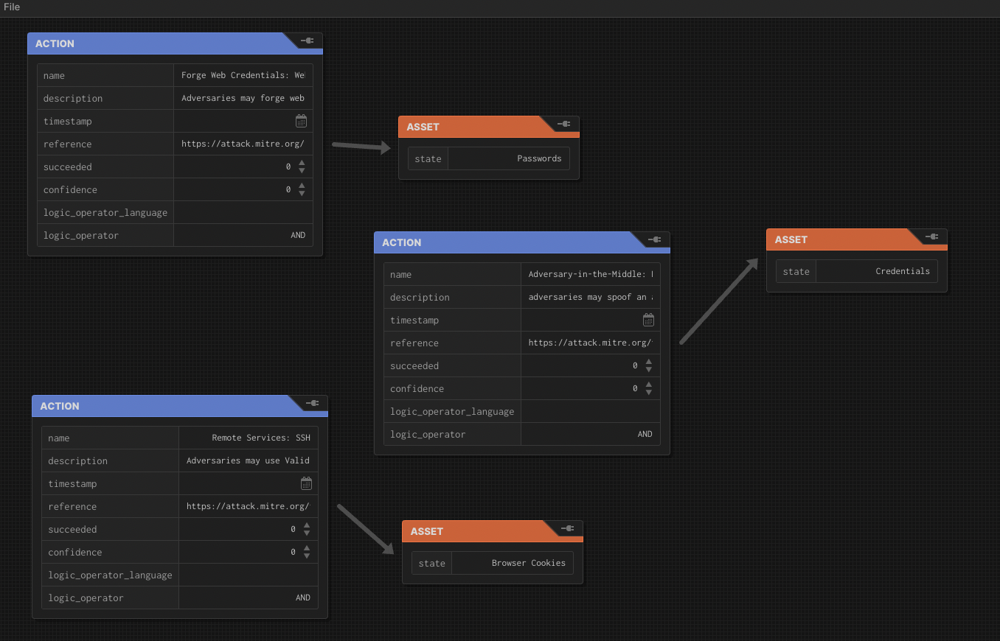 File
ACTION
name Forge Web Credentials: We
description Adversaries may forge web
timestamp
reference https://attack.mitre.org/
succeeded 0
confidence 0
logic_operator_language
logic_operator AND
ASSET
state Passwords
ACTION
name Adversary-in-the-Middle:
description adversaries may spoof an
timestamp
reference https://attack.mitre.org/
succeeded 0
confidence 0
logic_operator_language
logic_operator AND
ASSET
state Credentials
ACTION
name Remote Services: SSH
description Adversaries may use Valid
timestamp
reference https://attack.mitre.org/
succeeded 0
confidence 0
logic_operator_language
logic_operator AND
ASSET
state Browser Cookies